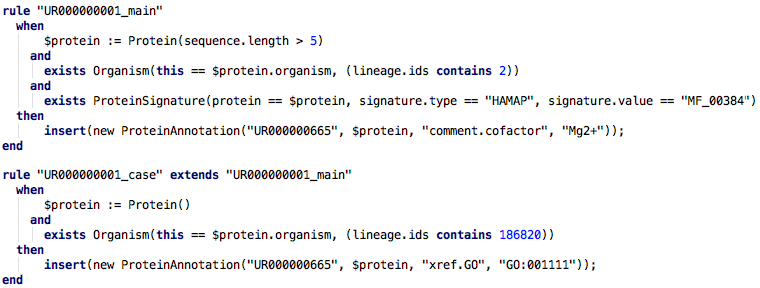 rule "UR000000001_main"
when
$protein := Protein(sequence.length > 5)
and
exists Organism(this == $protein.organism, (lineage.ids contains 2))
and
exists ProteinSignature(protein == $protein, signature.type == "HAMAP", signature.value == "MF_00384")
then
insert(new ProteinAnnotation("UR000000665", $protein, "comment.cofactor", "Mg2+"));
end
rule "UR000000001_case" extends "UR000000001_main"
when
$protein := Protein()
and
exists Organism(this == $protein.organism, (lineage.ids contains 186820))
then
insert(new ProteinAnnotation("UR000000665", $protein, "xref.GO", "GO:001111"));
end